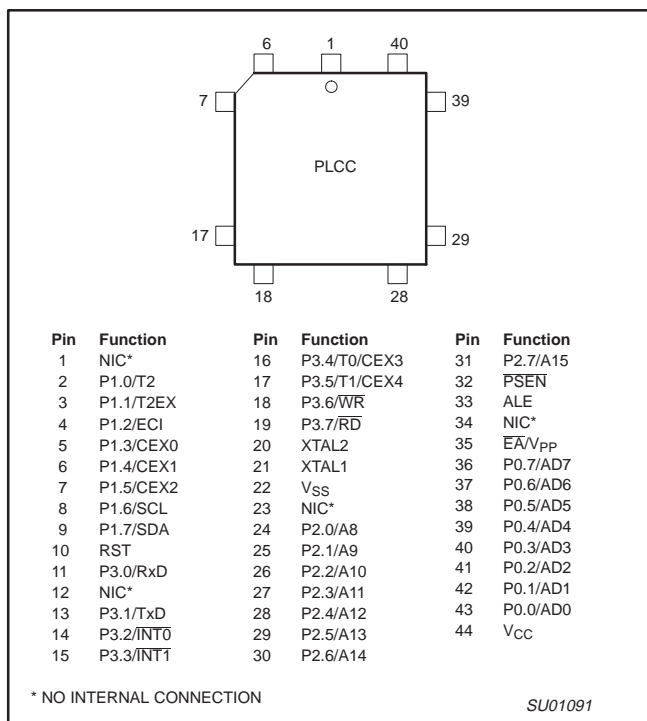 6 1 40
7 39
PLCC
17 29
18 28
Pin Function Pin Function Pin Function
1 NIC* 16 P3.4/T0/CEX3 31 P2.7/A15
2 P1.0/T2 17 P3.5/T1/CEX4 32 PSEN
3 P1.1/T2EX 18 P3.6/WR 33 ALE
4 P1.2/ECI 19 P3.7/RD 34 NIC*
5 P1.3/CEX0 20 XTAL2 35 EA/VPP
6 P1.4/CEX1 21 XTAL1 36 P0.7/AD7
7 P1.5/CEX2 22 VSS 37 P0.6/AD6
8 P1.6/SCL 23 NIC* 38 P0.5/AD5
9 P1.7/SDA 24 P2.0/A8 39 P0.4/AD4
10 RST 25 P2.1/A9 40 P0.3/AD3
11 P3.0/RxD 26 P2.2/A10 41 P0.2/AD2
12 NIC* 27 P2.3/A11 42 P0.1/AD1
13 P3.1/TxD 28 P2.4/A12 43 P0.0/AD0
14 P3.2/INT0 29 P2.5/A13 44 VCC
15 P3.3/INT1 30 P2.6/A14
* NO INTERNAL CONNECTION SU01091